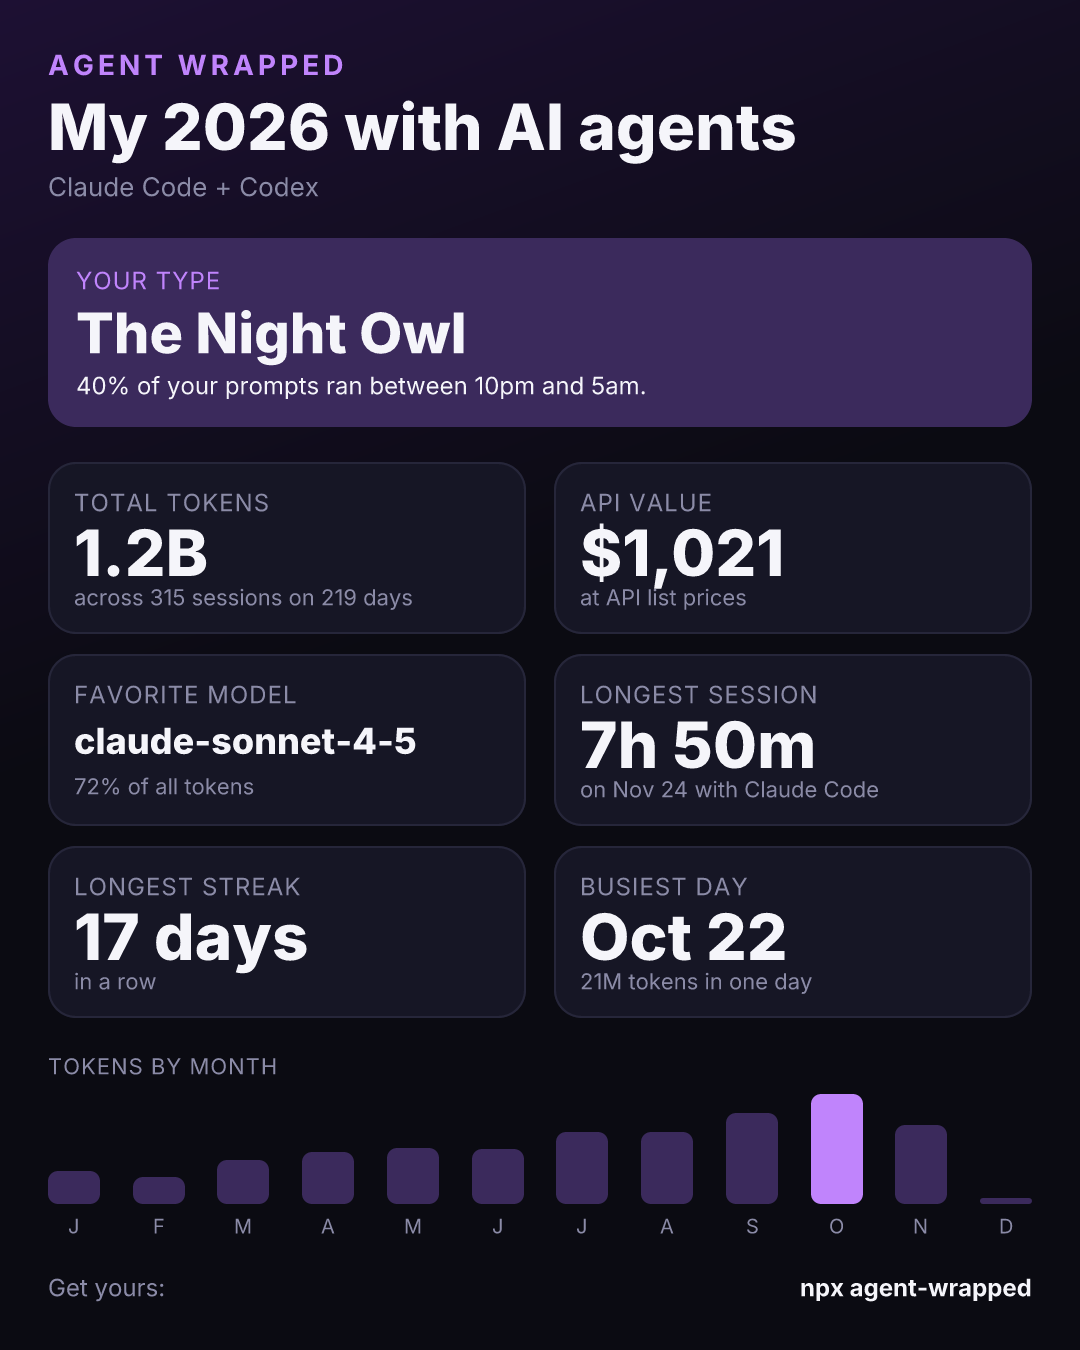 AGENT WRAPPED
My 2026 with AI agents
Claude Code + Codex
YOUR TYPE
The Night Owl
40% of your prompts ran between 10pm and 5am.
TOTAL TOKENS
1.2B
across 315 sessions on 219 days
API VALUE
$1,021
at API list prices
FAVORITE MODEL
claude-sonnet-4-5
72% of all tokens
LONGEST SESSION
7h 50m
on Nov 24 with Claude Code
LONGEST STREAK
17 days
in a row
BUSIEST DAY
Oct 22
21M tokens in one day
TOKENS BY MONTH
J F M A M J J A S O N D
Get yours:
npx agent-wrapped